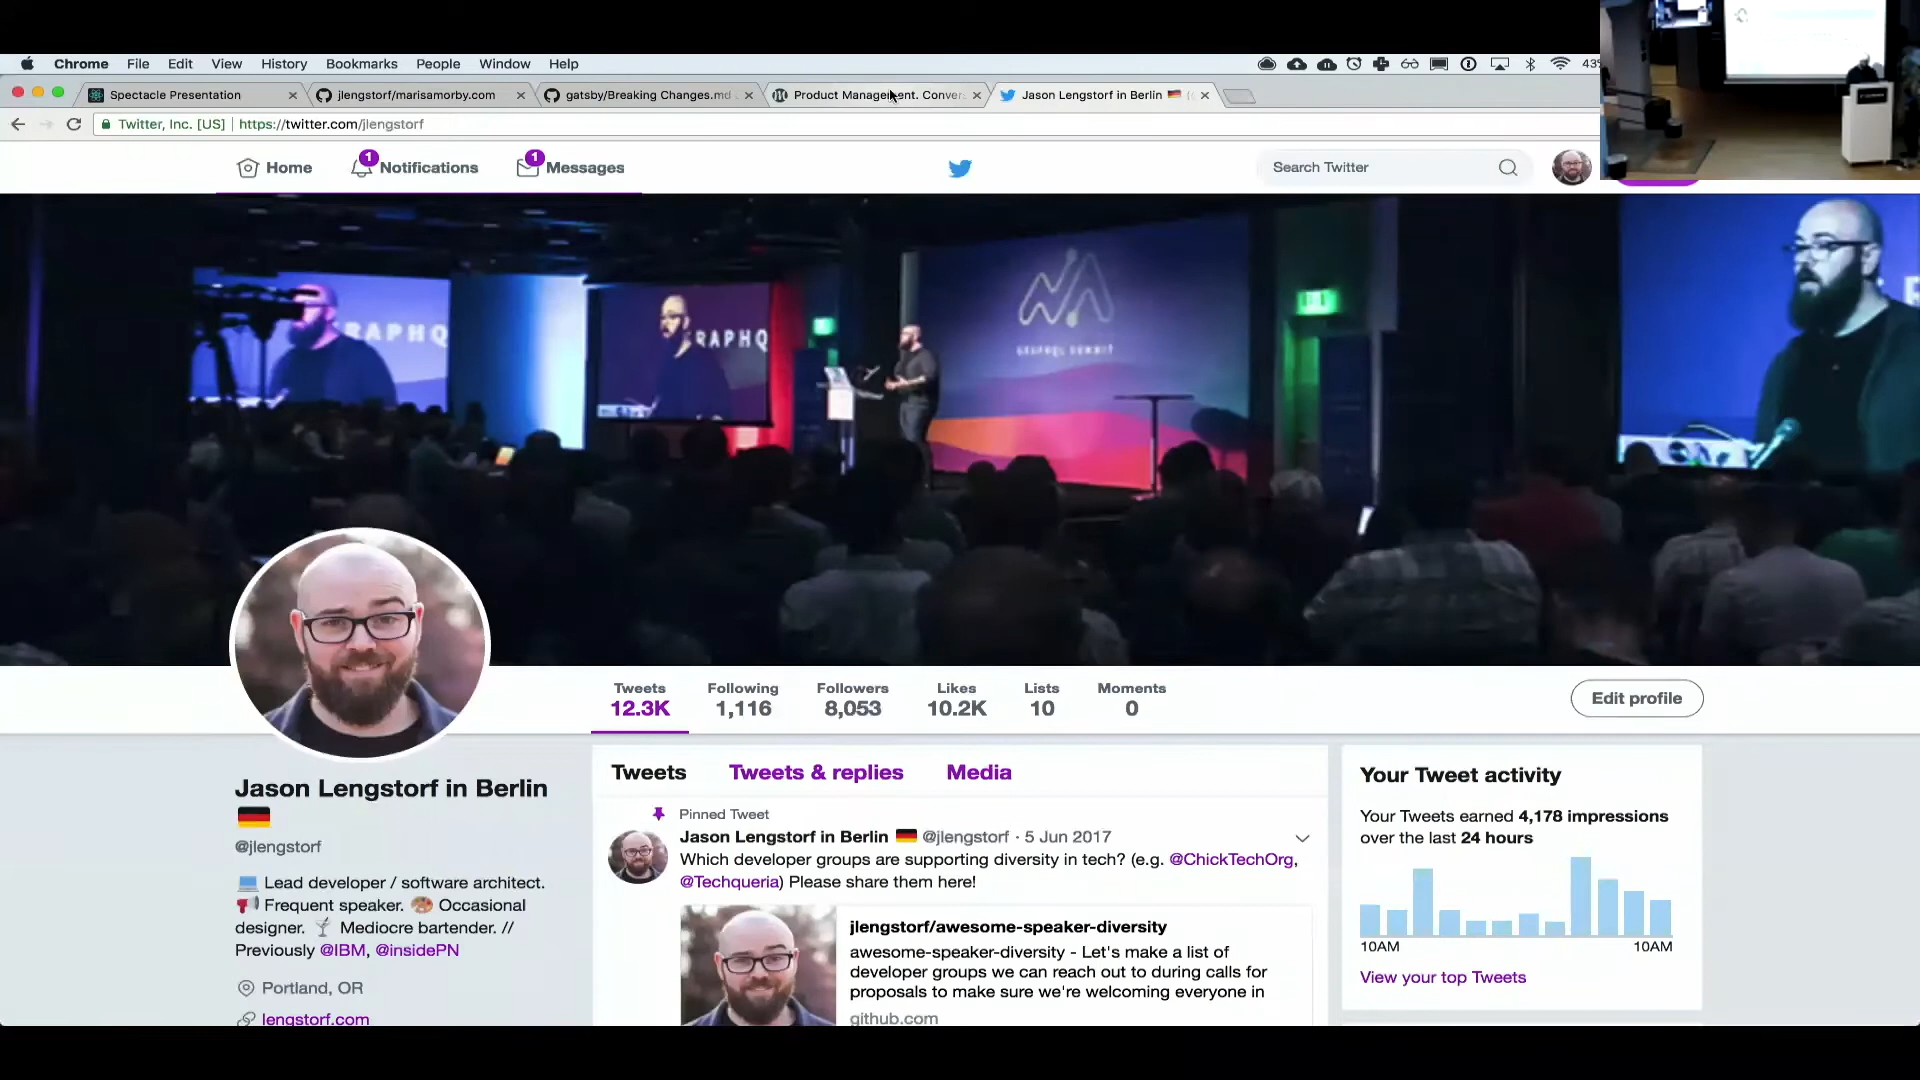 Chrome File Edit View History Bookmarks People Window Help 43
Spectacle Presentation jlengstorf/marisamorby.com gatsby/Breaking Changes.md Product Management. Conver Jason Lengstorf in Berlin
Twitter, Inc. [US] https://twitter.com/jlengstorf
Home 1 Notifications 1 Messages Search Twitter
RAPHQ
RAPHQ
GRAPHQL SUMMIT
Tweets Following Followers Likes Lists Moments
12.3K 1,116 8,053 10.2K 10 0
Edit profile
Jason Lengstorf in Berlin
@jlengstorf
💻 Lead developer / software architect.
📢 Frequent speaker. 🎨 Occasional
designer. 🍸 Mediocre bartender. //
Previously @IBM, @insidePN
Portland, OR
lengstorf.com
Tweets Tweets & replies Media
Pinned Tweet
Jason Lengstorf in Berlin 🇩🇪 @jlengstorf · 5 Jun 2017
Which developer groups are supporting diversity in tech? (e.g. @ChickTechOrg,
@Techqueria) Please share them here!
jlengstorf/awesome-speaker-diversity
awesome-speaker-diversity - Let's make a list of
developer groups we can reach out to during calls for
proposals to make sure we're welcoming everyone in
github.com
Your Tweet activity
Your Tweets earned 4,178 impressions
over the last 24 hours
10AM 10AM
View your top Tweets